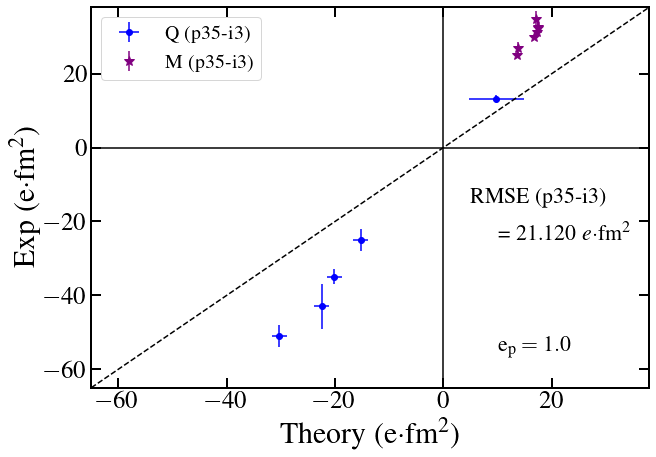 Q (p35-i3)
M (p35-i3)
20
0
−20
−40
−60
Exp (e·fm²)
RMSE (p35-i3)
= 21.120 e·fm²
eₚ = 1.0
−60 −40 −20 0 20
Theory (e·fm²)